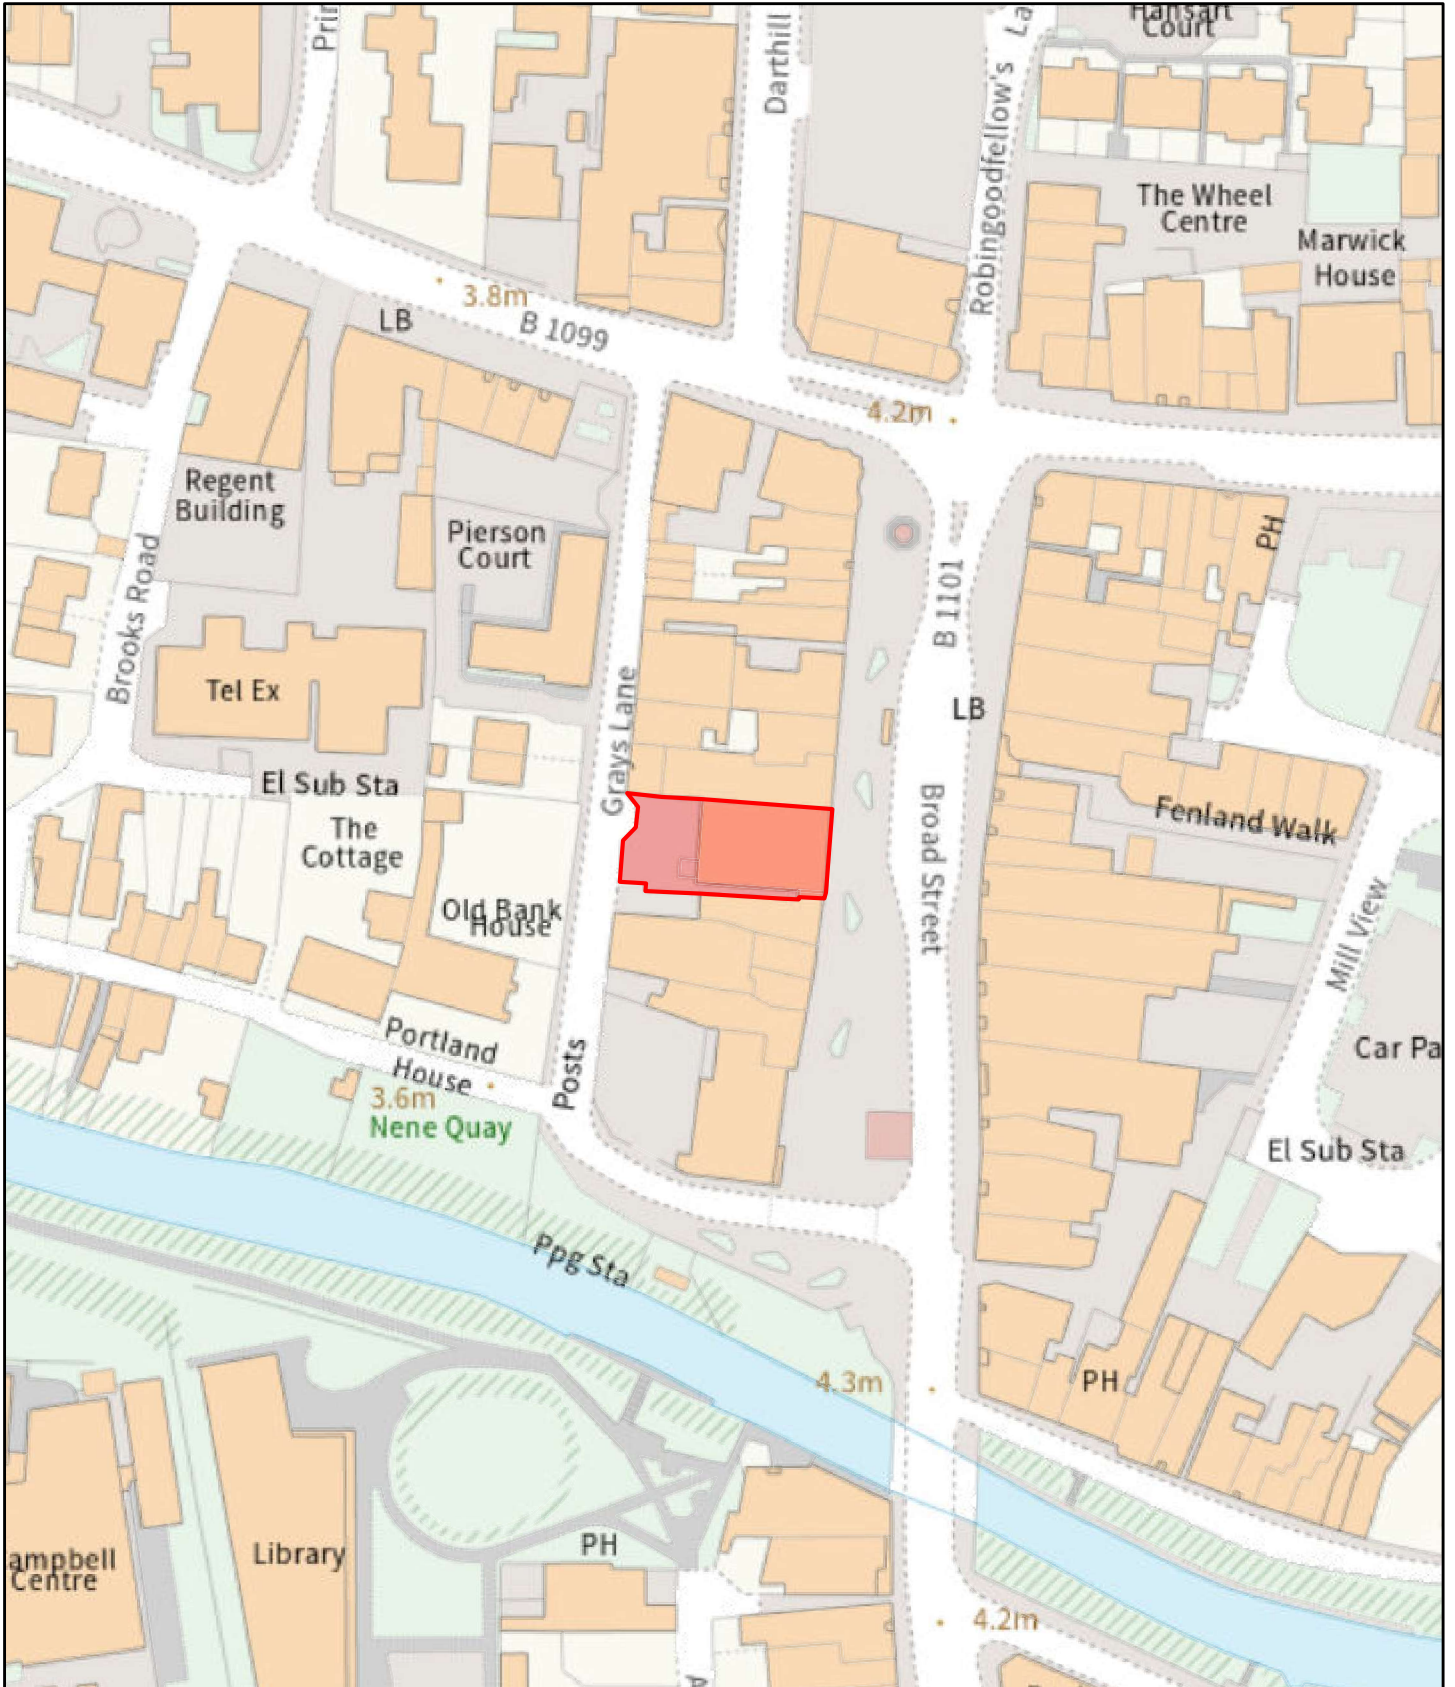 Hansart
Court
Prin
Darthill
Robingoodfellow's La
The Wheel
Centre
Marwick
House
3.8m
LB
B 1099
4.2m
Regent
Building
Pierson
Court
PH
Brooks Road
B 1101
Tel Ex
Grays Lane
LB
El Sub Sta
The
Cottage
Broad Street
Fenland Walk
Old Bank
House
Mill View
Portland
House
Posts
Car Pa
3.6m
Nene Quay
El Sub Sta
Ppg Sta
4.3m
PH
Library
PH
ampbell
Centre
4.2m
A